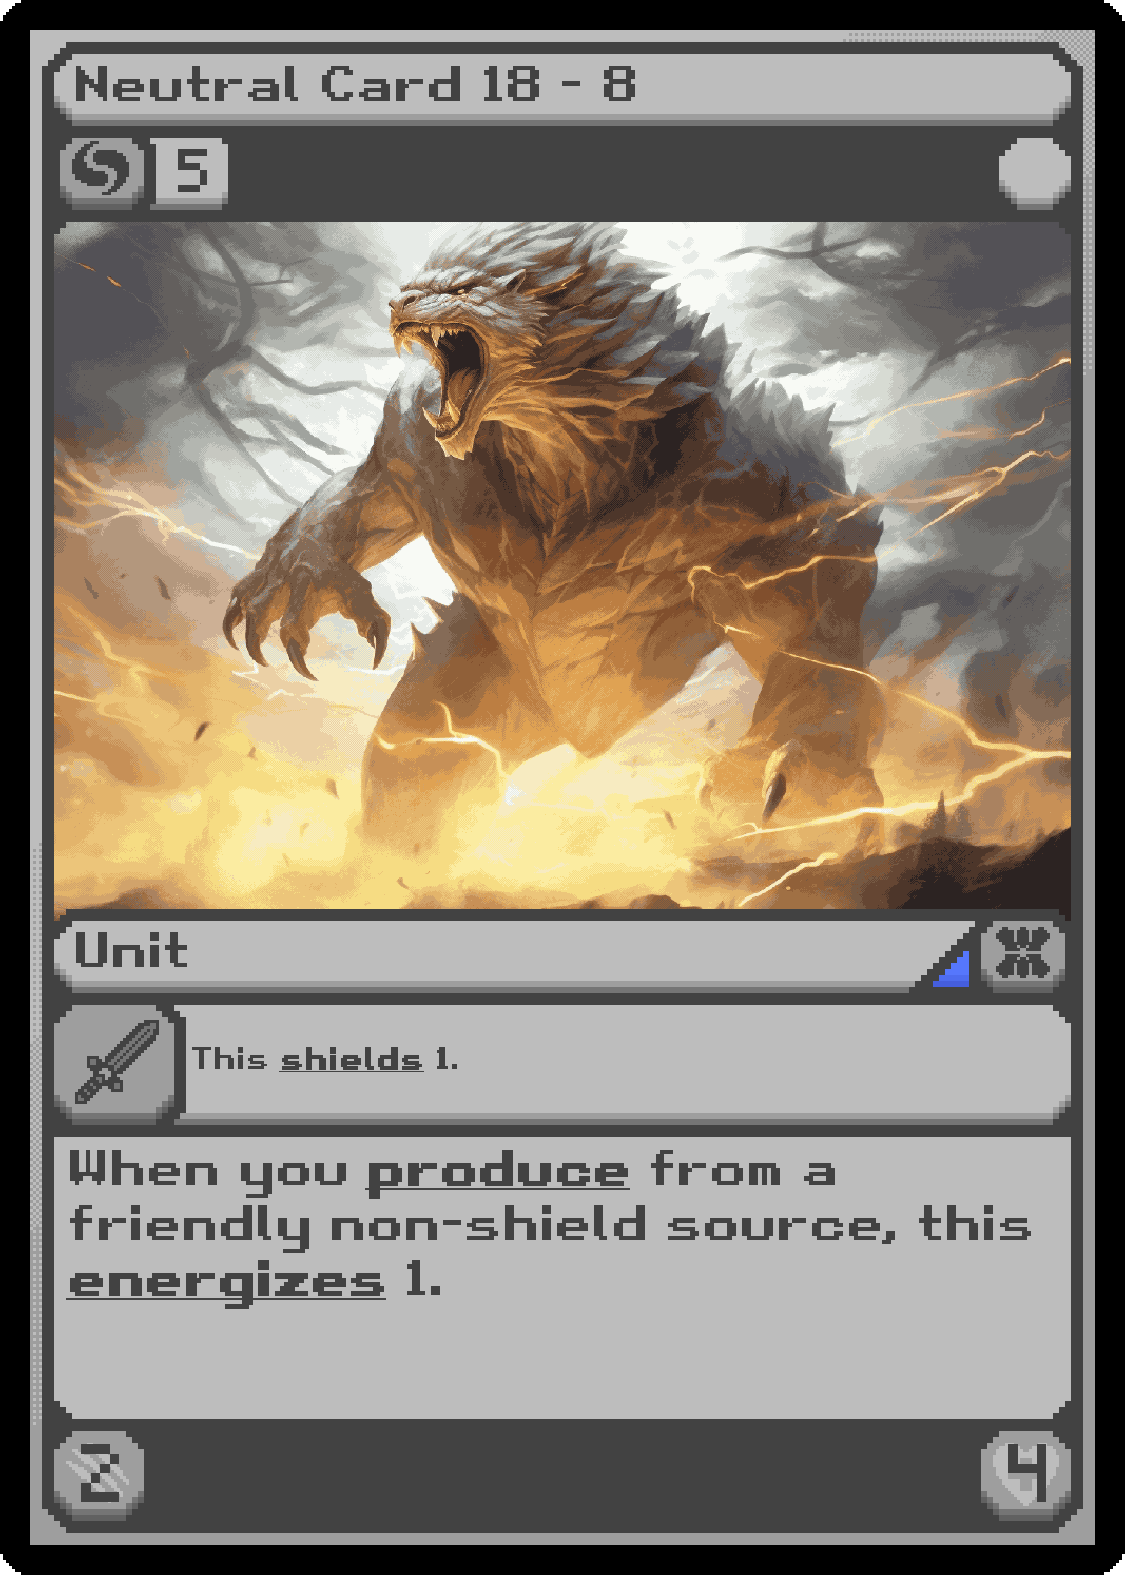 Neutral Card 18 - 8
5
Unit
This shields 1.
When you produce from a
friendly non-shield source, this
energizes 1.
2
4